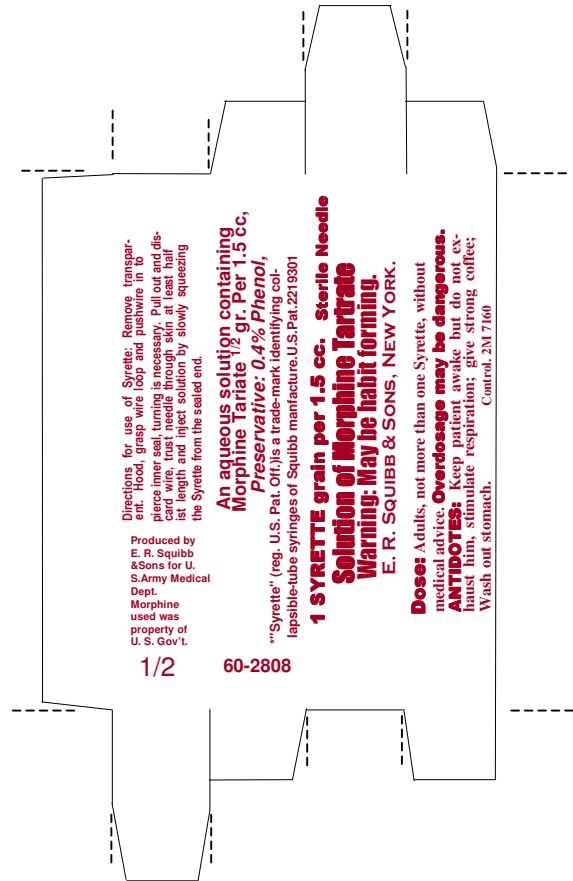 Directions for use of Syrette: Remove transpar-
ent. Hood, grasp wire loop and pushwire in to
pierce inner seal, turning is necessary. Pull out and dis-
card wire, trust needle through skin at least half
ist length and inject solution by slowly squeezing
the Syrette from the sealed end.
Produced by
E. R. Squibb
&Sons for U.
S.Army Medical
Dept.
Morphine
used was
property of
U. S. Gov't.
1/2
An aqueous solution containing
Morphine Tariate 1/2 gr. Per 1.5 cc,
Preservative: 0.4% Phenol,
*"Syrette" (reg. U.S. Pat. Off.)is a trade-mark identifying col-
lapsible-tube syringes of Squibb manfacture.U.S.Pat.2219301
60-2808
1 SYRETTE grain per 1.5 cc. Sterile Needle
Solution of Morphine Tartrate
Warning: May be habit forming.
E. R. SQUIBB & SONS, NEW YORK.
Dose: Adults, not more than one Syrette, without
medical advice. Overdosage may be dangerous.
ANTIDOTES: Keep patient awake but do not ex-
haust him, stimulate respiration; give strong coffee;
Wash out stomach. Control. 2M 7160